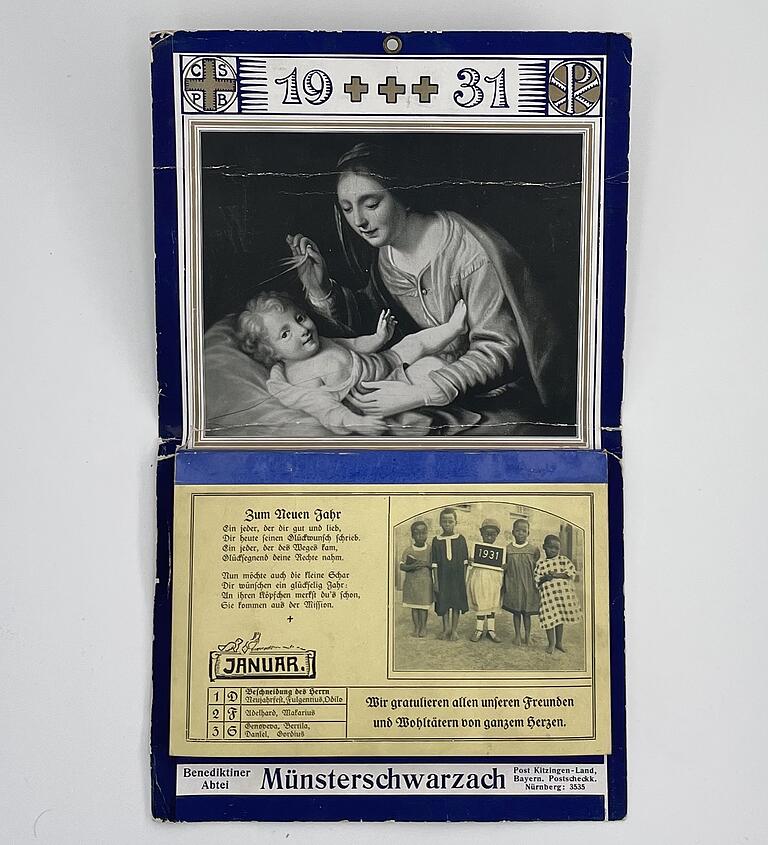 C S
P B
19 31
Zum Neuen Jahr
Ein jeder, der dir gut und lieb,
Dir heute seinen Glückwunsch schrieb.
Ein jeder, der des Weges kam,
Glücksegnend deine Rechte nahm.
Nun möchte auch die kleine Schar
Dir wünschen ein glückselig Jahr:
An ihren Köpfchen merkst du's schon,
Sie kommen aus der Mission.
1931
JANUAR.
1 D Beschneidung des Herrn
Neujahrfest, Fulgentius, Odilo
2 F Adelhard, Makarius
3 S Genoveva, Bertila,
Daniel, Gordius
Wir gratulieren allen unseren Freunden
und Wohltätern von ganzem Herzen.
Benediktiner
Abtei
Münsterschwarzach
Post Kitzingen-Land,
Bayern. Postscheckk.
Nürnberg: 3535